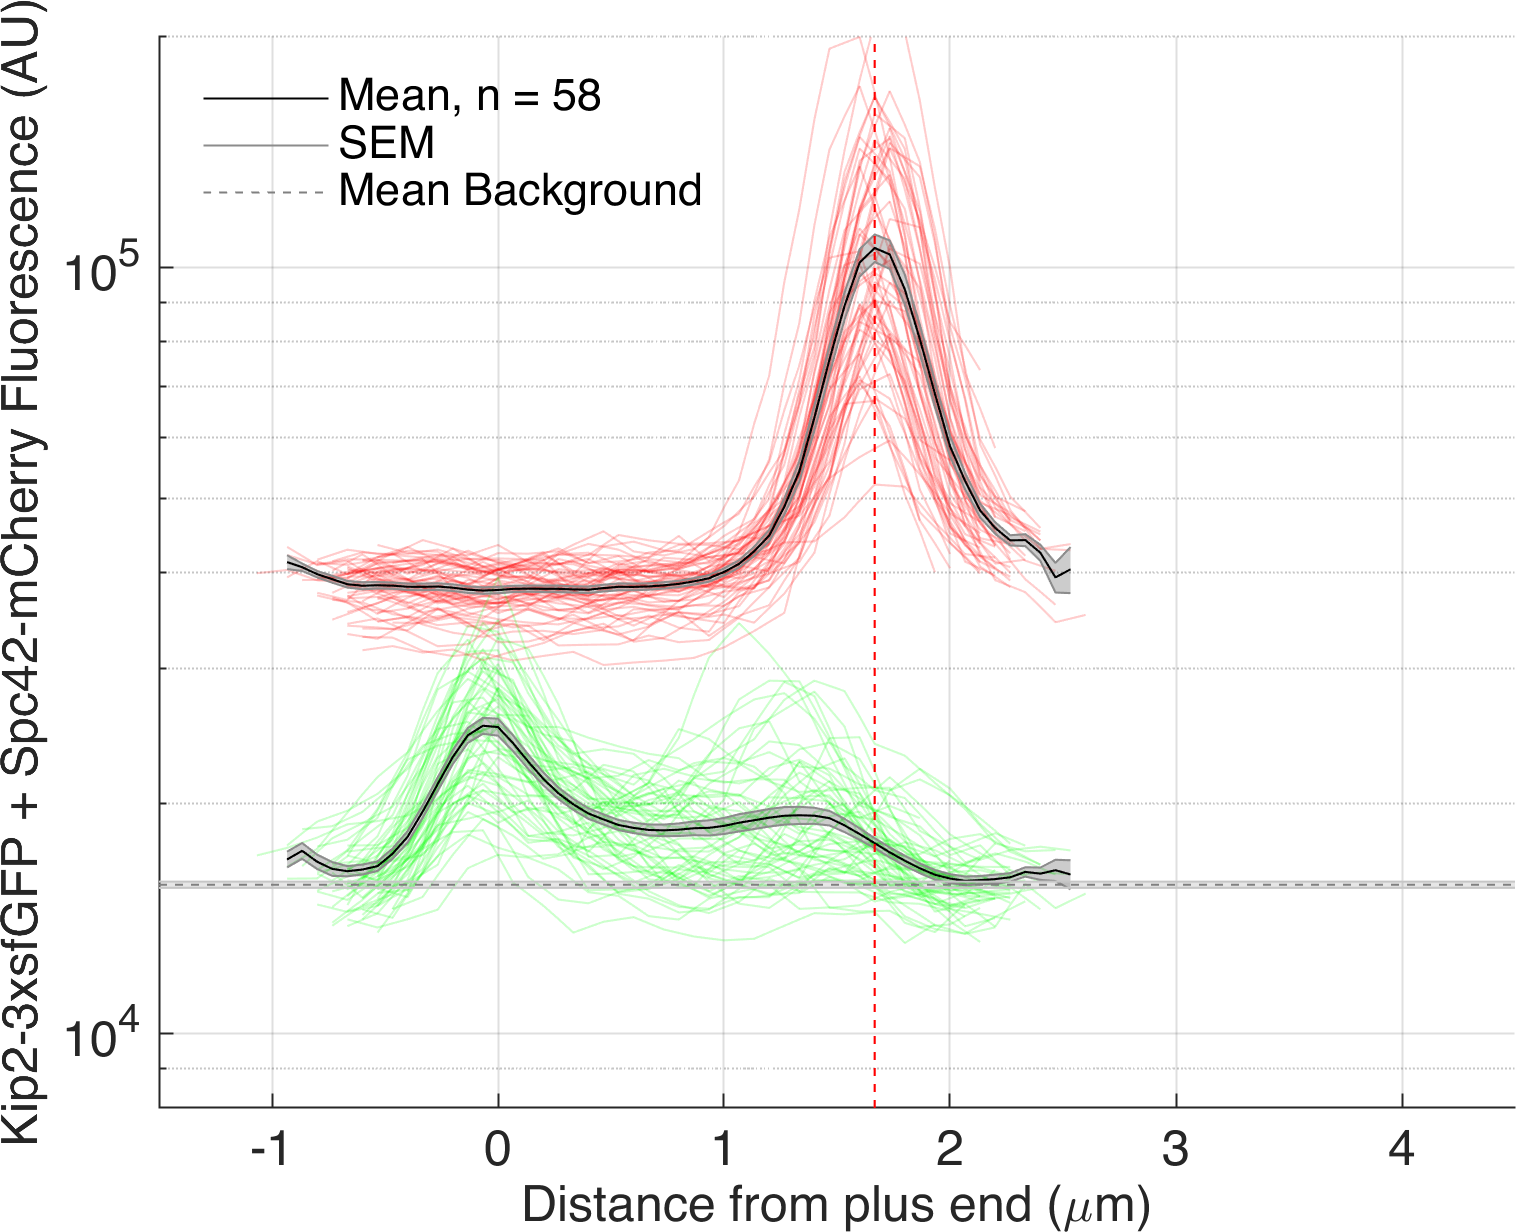 Kip2-3xsfGFP + Spc42-mCherry Fluorescence (AU)
Mean, n = 58
SEM
Mean Background
10^5
10^4
-1 0 1 2 3 4
Distance from plus end (μm)